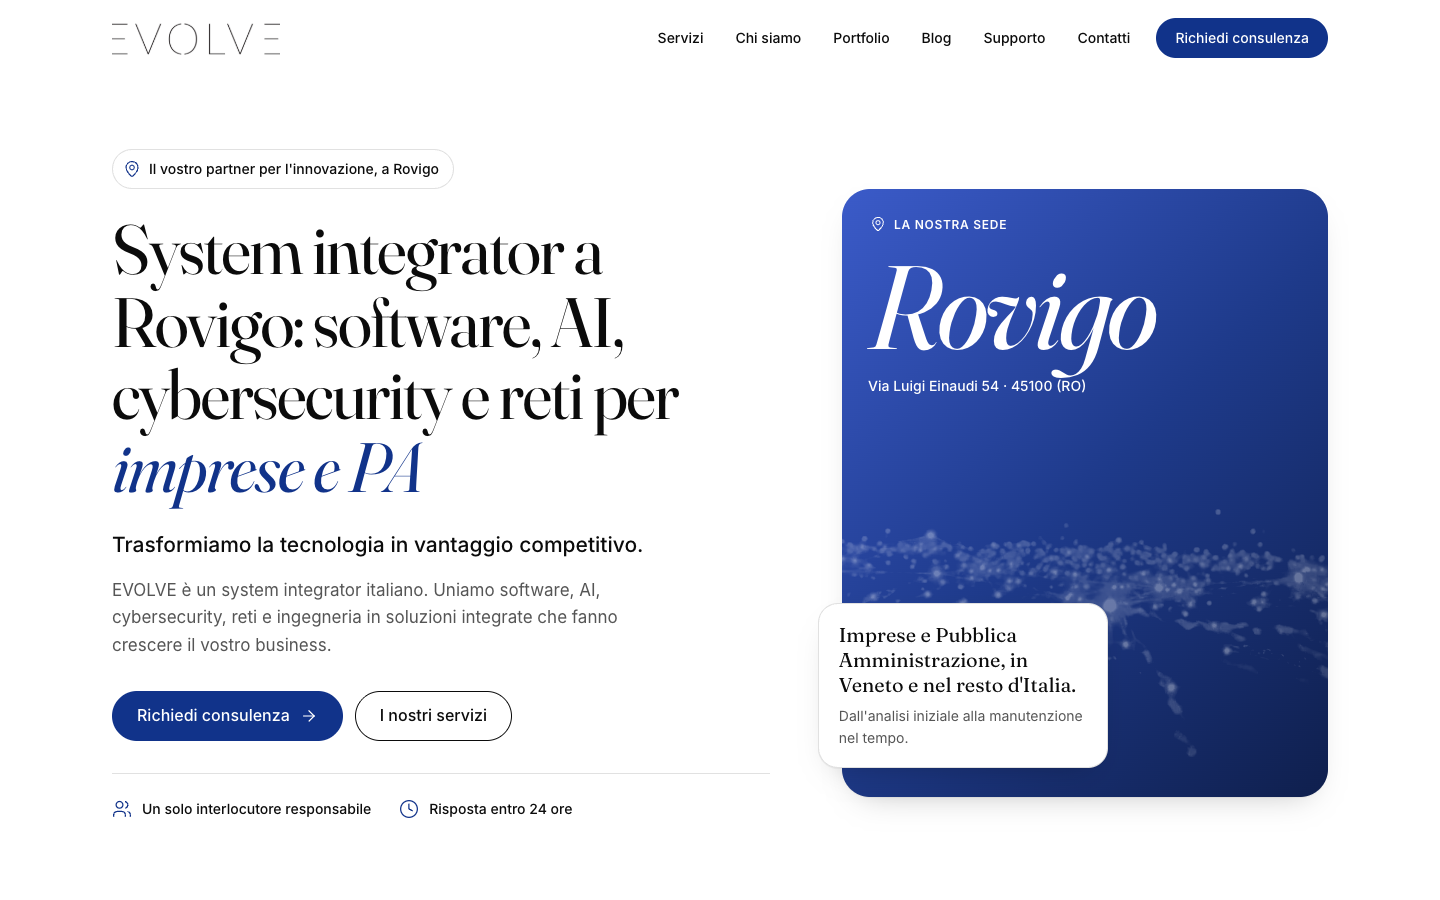 EVOLVE
Servizi
Chi siamo
Portfolio
Blog
Supporto
Contatti
Richiedi consulenza
Il vostro partner per l'innovazione, a Rovigo
System integrator a
Rovigo: software, AI,
cybersecurity e reti per
imprese e PA
Trasformiamo la tecnologia in vantaggio competitivo.
EVOLVE è un system integrator italiano. Uniamo software, AI,
cybersecurity, reti e ingegneria in soluzioni integrate che fanno
crescere il vostro business.
Richiedi consulenza
I nostri servizi
Un solo interlocutore responsabile
Risposta entro 24 ore
LA NOSTRA SEDE
Rovigo
Via Luigi Einaudi 54 · 45100 (RO)
Imprese e Pubblica
Amministrazione, in
Veneto e nel resto d'Italia.
Dall'analisi iniziale alla manutenzione
nel tempo.